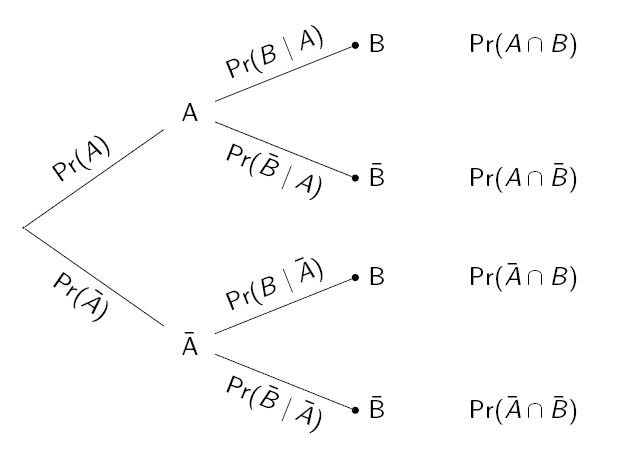 Pr(B | A) B Pr(A ∩ B)
A
Pr(A)
Pr(B̄ | A) B̄ Pr(A ∩ B̄)
Pr(Ā)
Pr(B | Ā) B Pr(Ā ∩ B)
Ā
Pr(B̄ | Ā) B̄ Pr(Ā ∩ B̄)